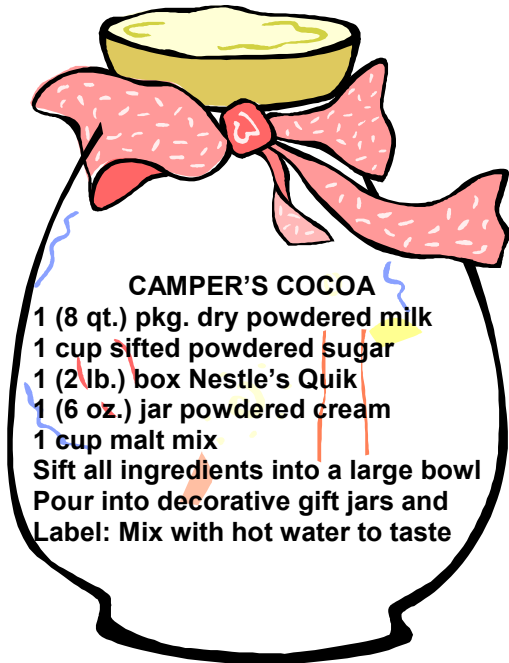 CAMPER’S COCOA
1 (8 qt.) pkg. dry powdered milk
1 cup sifted powdered sugar
1 (2 lb.) box Nestle’s Quik
1 (6 oz.) jar powdered cream
1 cup malt mix
Sift all ingredients into a large bowl
Pour into decorative gift jars and
Label: Mix with hot water to taste